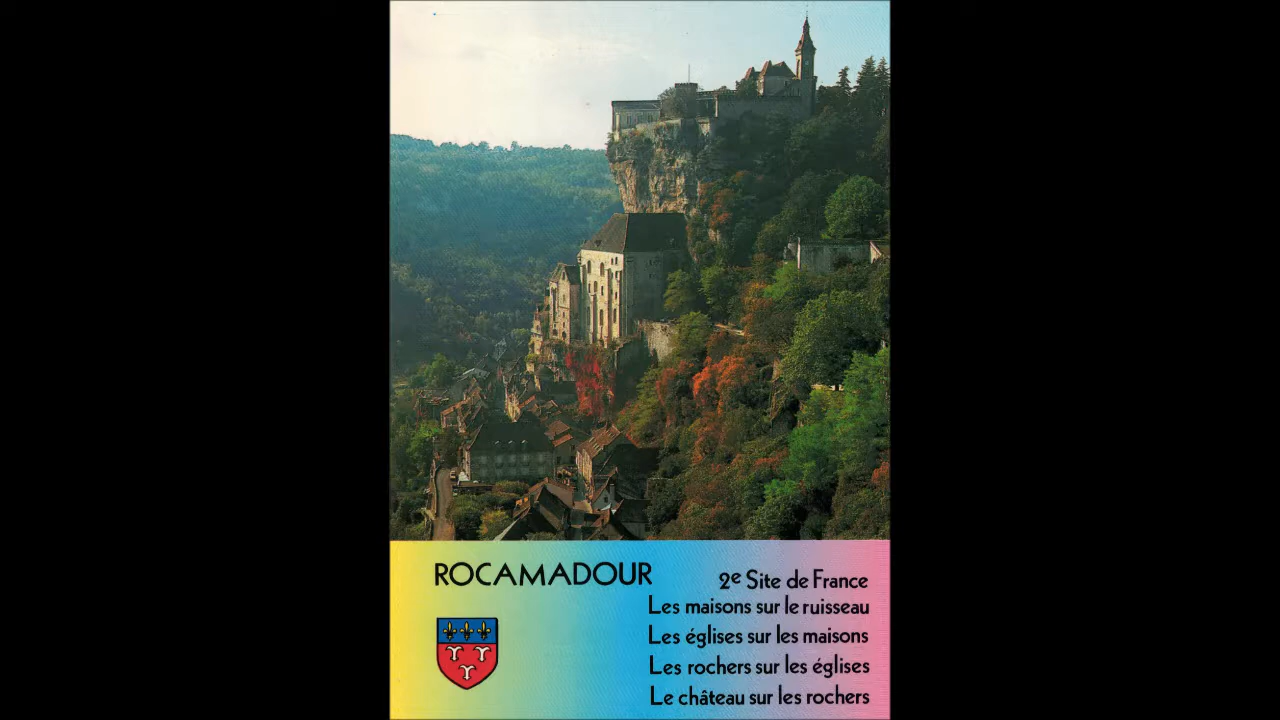 ROCAMADOUR
2e Site de France
Les maisons sur le ruisseau
Les églises sur les maisons
Les rochers sur les églises
Le château sur les rochers